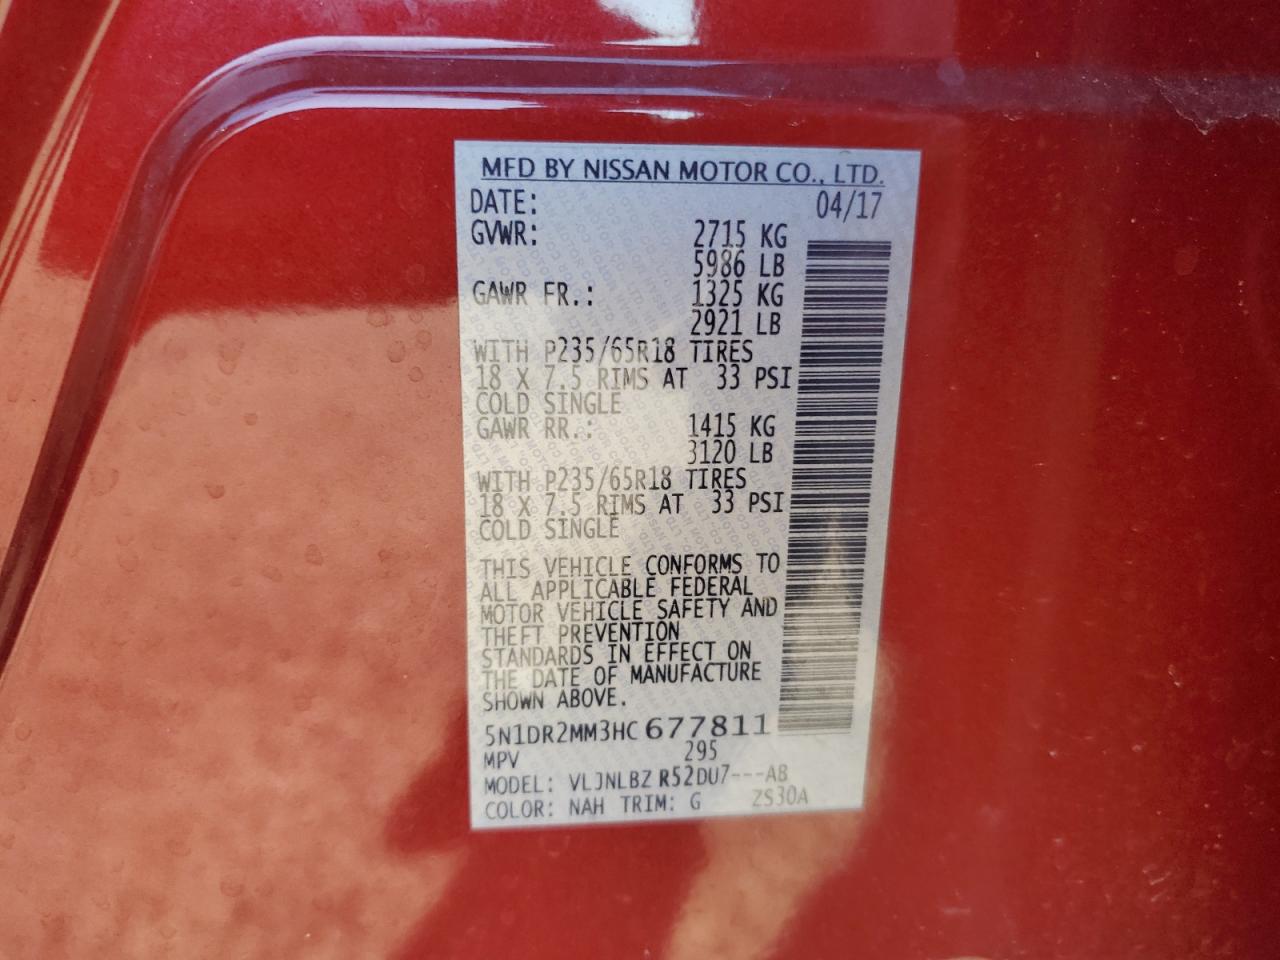 MFD BY NISSAN MOTOR CO., LTD.
DATE: 04/17
GVWR: 2715 KG
5986 LB
GAWR FR.: 1325 KG
2921 LB
WITH P235/65R18 TIRES
18 X 7.5 RIMS AT 33 PSI
COLD SINGLE
GAWR RR.: 1415 KG
3120 LB
WITH P235/65R18 TIRES
18 X 7.5 RIMS AT 33 PSI
COLD SINGLE
THIS VEHICLE CONFORMS TO
ALL APPLICABLE FEDERAL
MOTOR VEHICLE SAFETY AND
THEFT PREVENTION
STANDARDS IN EFFECT ON
THE DATE OF MANUFACTURE
SHOWN ABOVE.
5N1DR2MM3HC677811
MPV 295
MODEL: VLJNLBZ R52DU7---AB
COLOR: NAH TRIM: G ZS30A